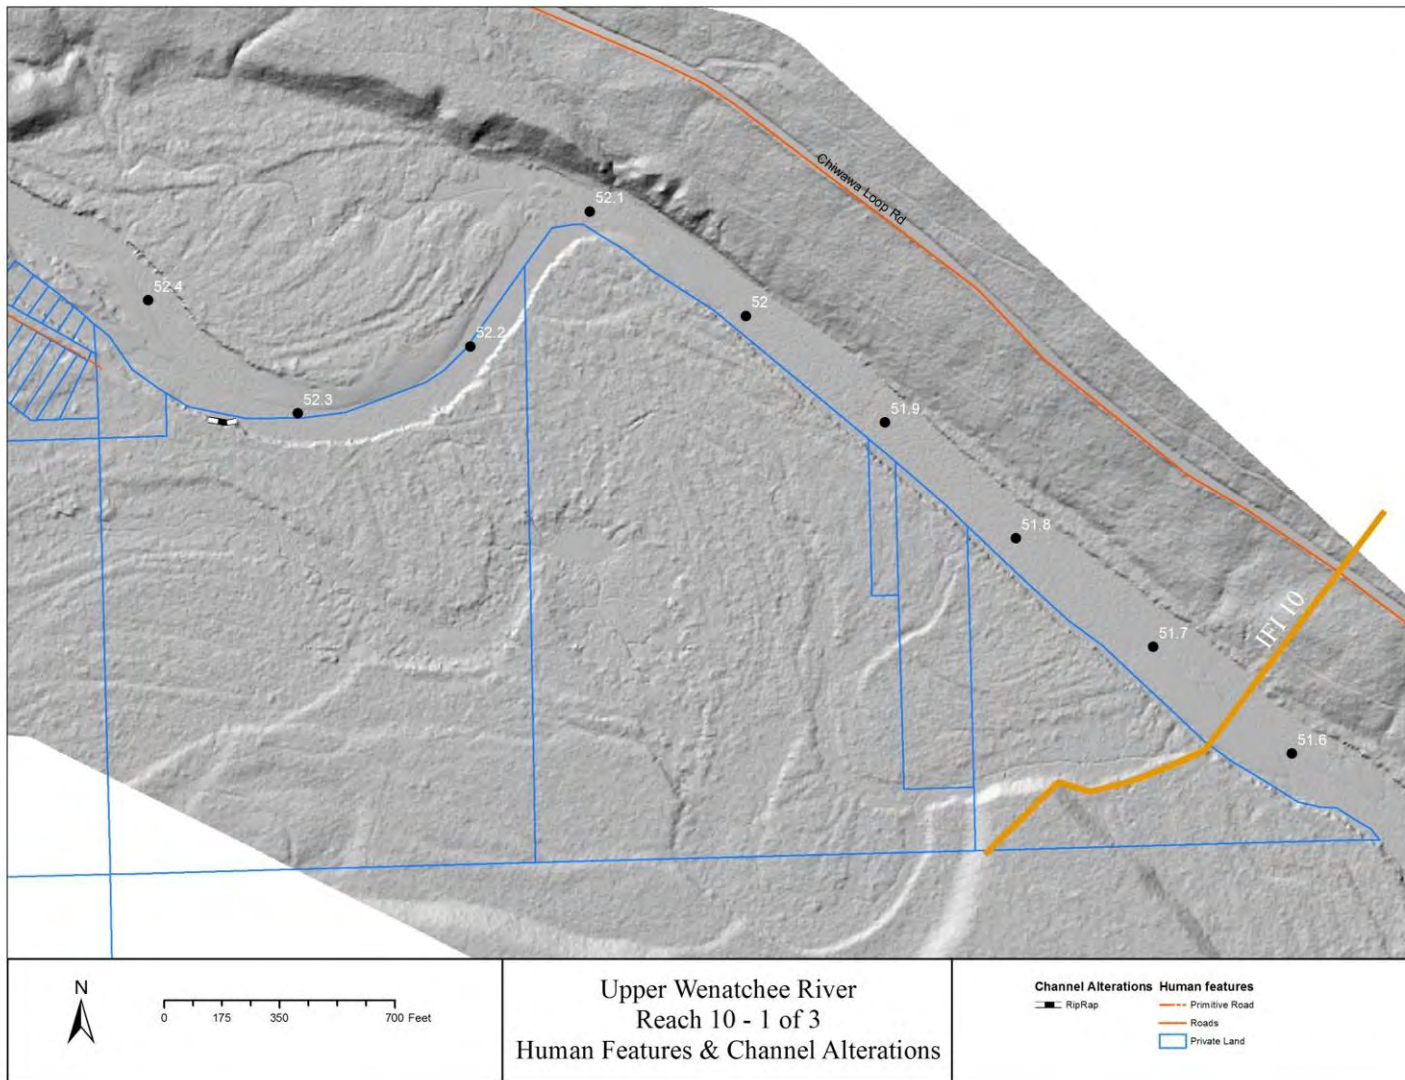 Chiwawa Loop Rd
52.1
52.4
52
52.2
52.3
51.9
51.8
IFI 10
51.7
51.6
N
0 175 350 700 Feet
Upper Wenatchee River
Reach 10 - 1 of 3
Human Features & Channel Alterations
Channel Alterations
RipRap
Human features
Primitive Road
Roads
Private Land